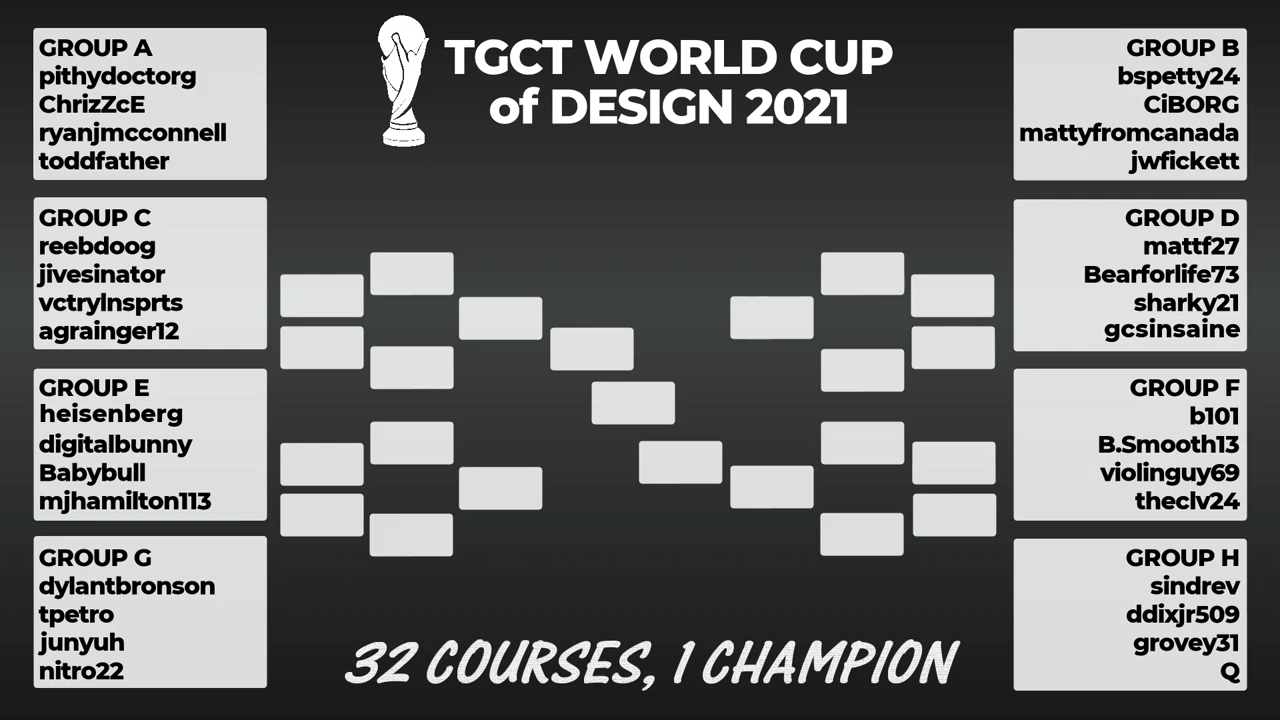 TGCT WORLD CUP
of DESIGN 2021
GROUP A
pithydoctorg
ChrizZcE
ryanjmcconnell
toddfather
GROUP C
reebdoog
jivesinator
vctrylnsprts
agrainger12
GROUP E
heisenberg
digitalbunny
Babybull
mjhamilton113
GROUP G
dylantbronson
tpetro
junyuh
nitro22
GROUP B
bspetty24
CiBORG
mattyfromcanada
jwfickett
GROUP D
mattf27
Bearforlife73
sharky21
gcsinsaine
GROUP F
b101
B.Smooth13
violinguy69
theclv24
GROUP H
sindrev
ddixjr509
grovey31
Q
32 COURSES, 1 CHAMPION